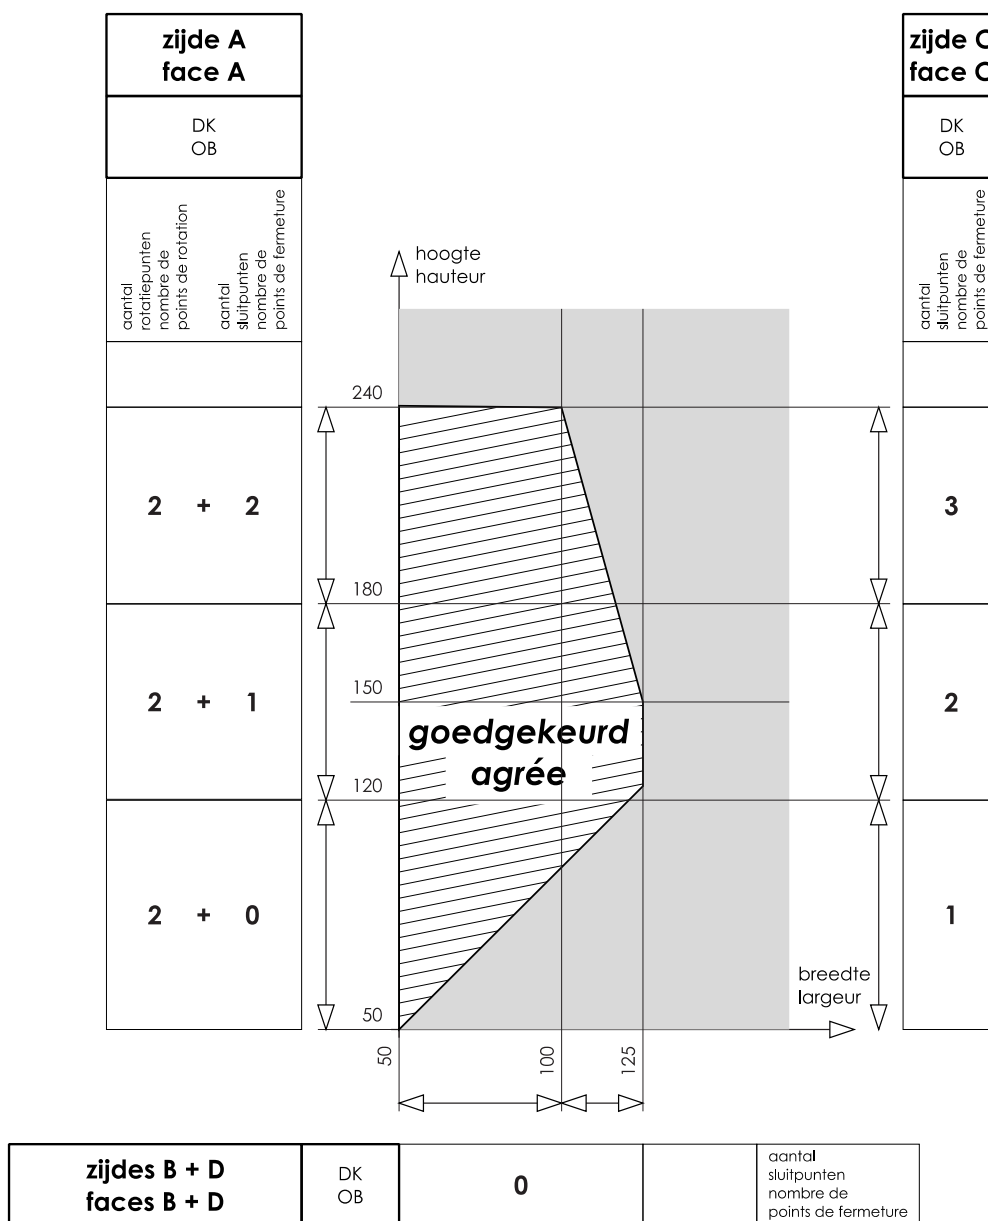 zijde A
face A
DK
OB
aantal
rotatiepunten
nombre de
points de rotation
aantal
sluitpunten
nombre de
points de fermeture
zijde C
face C
DK
OB
aantal
sluitpunten
nombre de
points de fermeture
hoogte
hauteur
240
2 + 2
3
180
2 + 1
150
2
goedgekeurd
agrée
120
2 + 0
1
breedte
largeur
50
50
100
125
zijdes B + D
faces B + D
DK
OB
0
aantal
sluitpunten
nombre de
points de fermeture